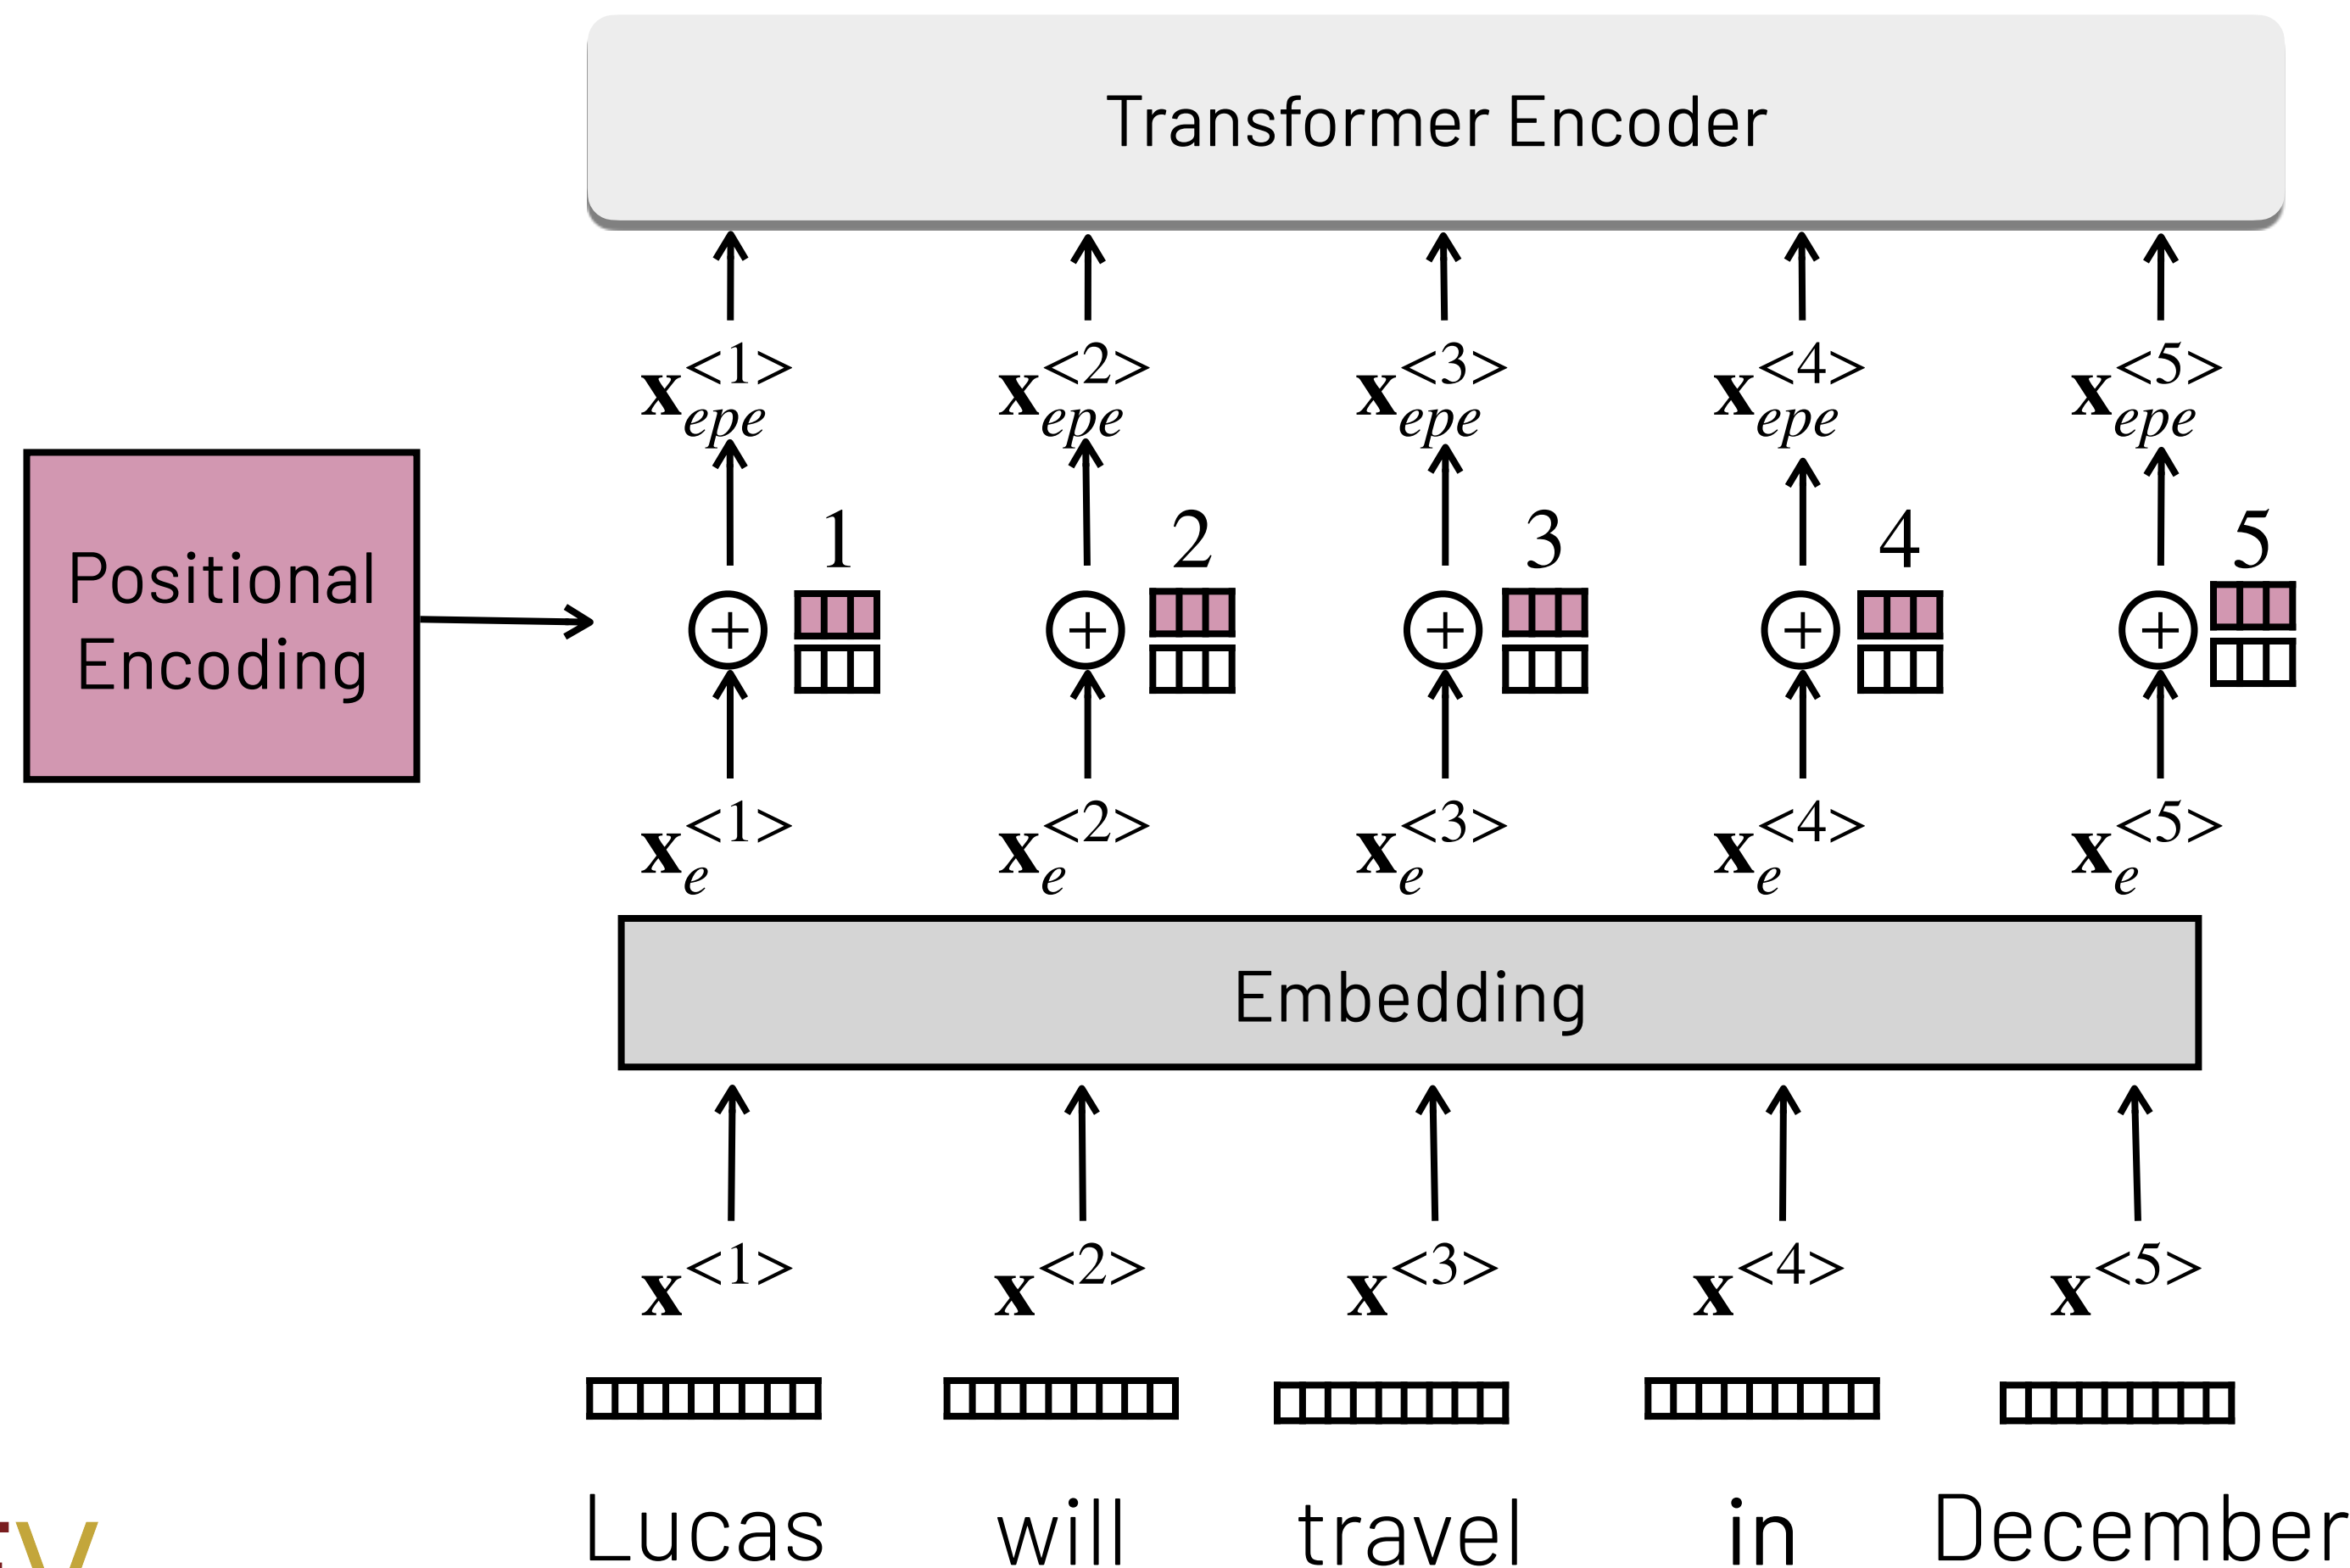 Transformer Encoder
x<1>epe x<2>epe x<3>epe x<4>epe x<5>epe
1 2 3 4 5
Positional
Encoding
+ + + + +
x<1>e x<2>e x<3>e x<4>e x<5>e
Embedding
x<1> x<2> x<3> x<4> x<5>
Lucas will travel in December